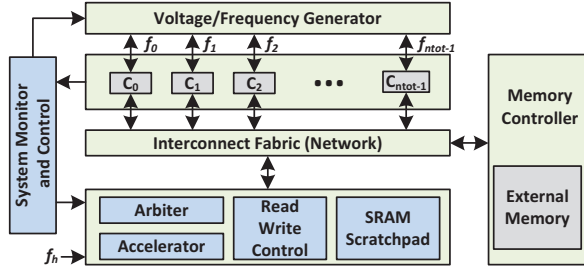 Voltage/Frequency Generator
f0 f1 f2 fntot-1
C0 C1 C2 ••• Cntot-1
System Monitor
and Control
Interconnect Fabric (Network)
Memory
Controller
External
Memory
Arbiter
Accelerator
Read
Write
Control
SRAM
Scratchpad
fh